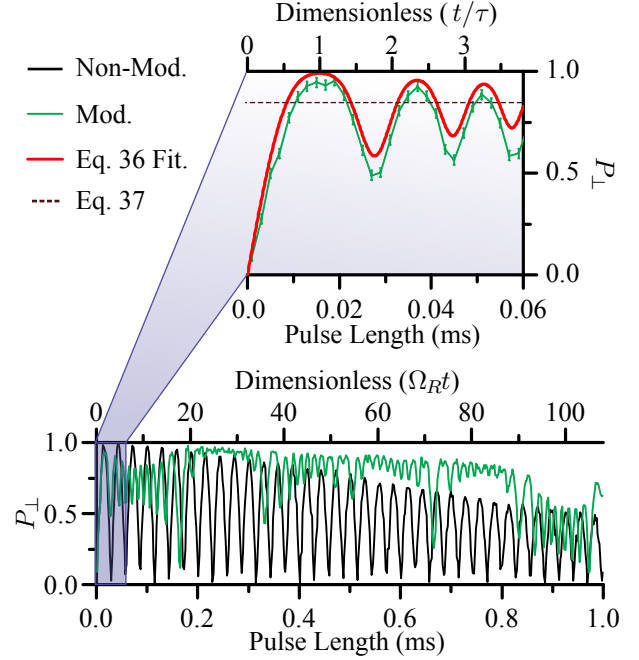 Dimensionless (t/τ)
0 1 2 3
Non-Mod.
Mod.
Eq. 36 Fit.
Eq. 37
1.0
0.5
0.0
P⊥
0.0 0.02 0.04 0.06
Pulse Length (ms)
Dimensionless (Ω_R t)
0 20 40 60 80 100
1.0
0.5
0.0
P⊥
0.0 0.2 0.4 0.6 0.8 1.0
Pulse Length (ms)